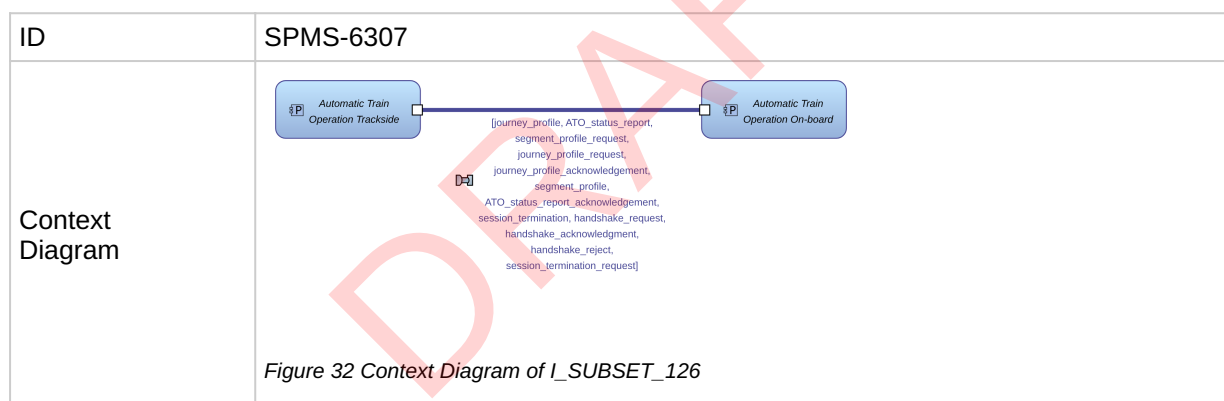 ID
SPMS-6307
Context
Diagram
P
Automatic Train
Operation Trackside
P
Automatic Train
Operation On-board
[journey_profile, ATO_status_report,
segment_profile_request,
journey_profile_request,
journey_profile_acknowledgement,
segment_profile,
ATO_status_report_acknowledgement,
session_termination, handshake_request,
handshake_acknowledgment,
handshake_reject,
session_termination_request]
Figure 32 Context Diagram of I_SUBSET_126